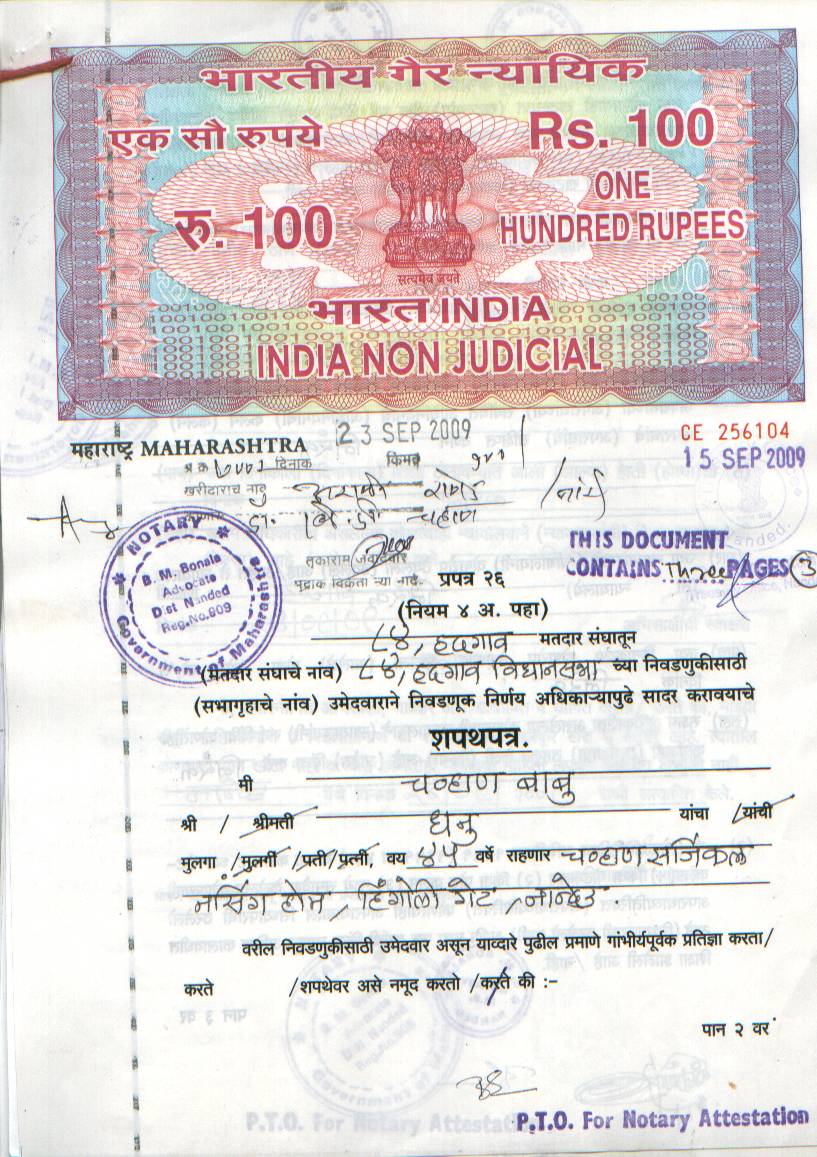 भारतीय गैर न्यायिक
एक सौ रुपये
Rs. 100
रु. 100
ONE
HUNDRED RUPEES
सत्यमेव जयते
भारत INDIA
INDIA NON JUDICIAL
महाराष्ट्र MAHARASHTRA
23 SEP 2009
CE 256104
15 SEP 2009
दिनांक
किंमत
खरीदाराचे नांव
NOTARY
B. M. Bonala
Advocate
Dist Nanded
Reg.No.909
Government of Maharashtra
THIS DOCUMENT
CONTAINS Three PAGES 3
प्रपत्र २६
(नियम ४ अ. पहा)
८४, हदगाव मतदार संघातून
(मतदार संघाचे नांव) ८४, हदगाव विधानसभा च्या निवडणुकीसाठी
(सभागृहाचे नांव) उमेदवाराने निवडणूक निर्णय अधिकाऱ्यापुढे सादर करावयाचे
शपथपत्र.
मी चव्हाण बाबु
श्री / श्रीमती धनु यांचा / यांची
मुलगा / मुलगी / प्रती/पत्नी, वय ४५ वर्षे राहणार चव्हाण सर्जिकल
नर्सिंग होम, हिंगोली गेट नान्देड.
वरील निवडणुकीसाठी उमेदवार असून याव्दारे पुढील प्रमाणे गांभीर्यपूर्वक प्रतिज्ञा करता/
करते /शपथेवर असे नमूद करतो /करते की :-
पान २ वर
P.T.O. For Notary Attestation